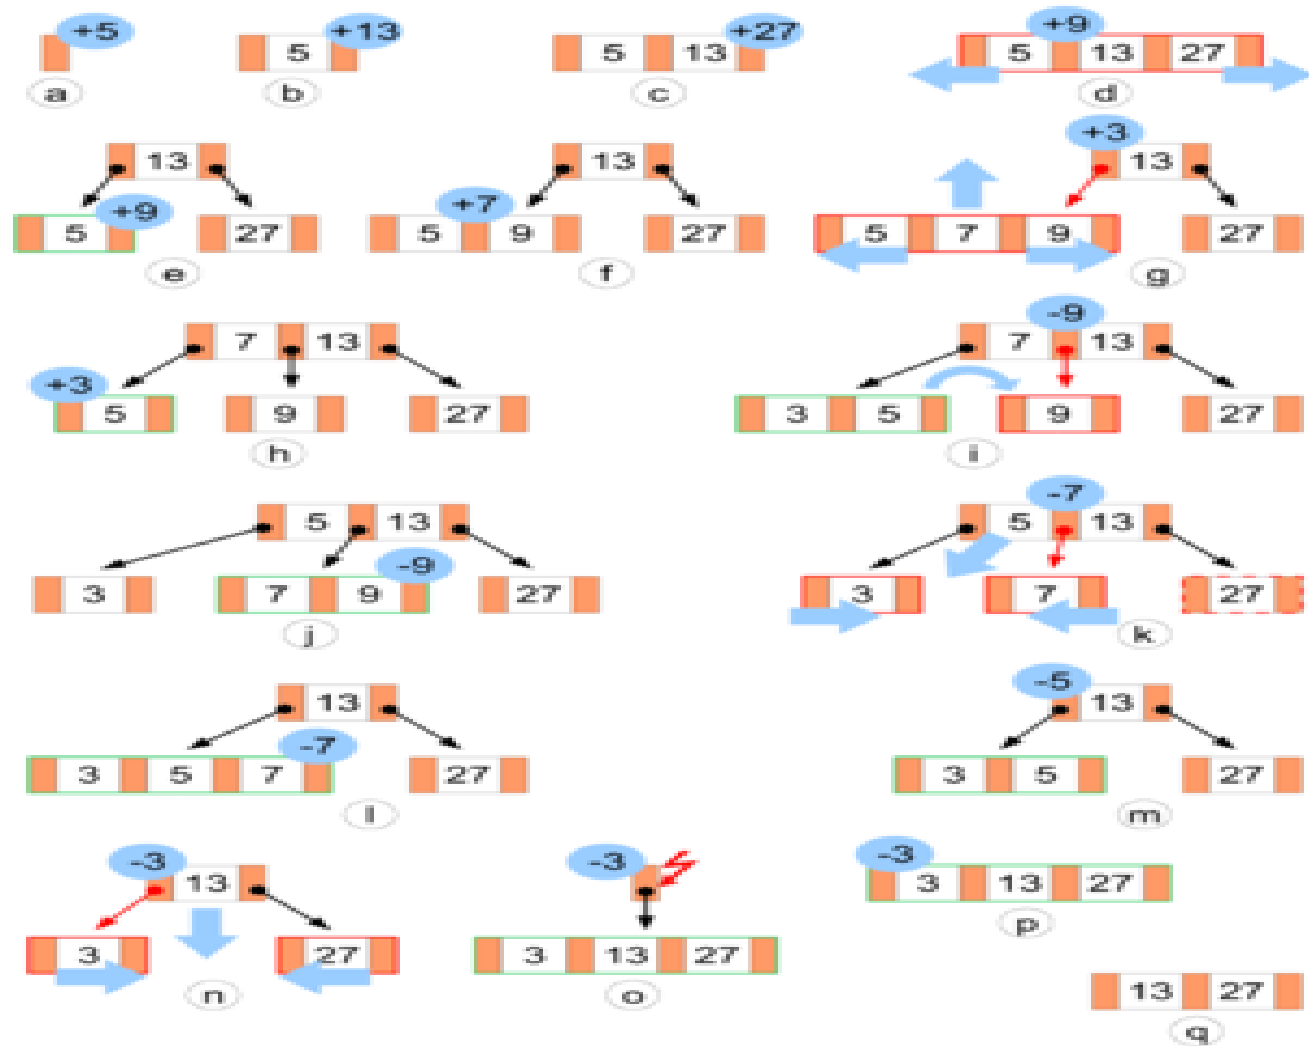 +5 +13 +27 +9
5 5 13 5 13 27
a b c d
+3
13 13 13
+9 +7
5 27 5 9 27 5 7 9 27
e f g
-9
7 13 7 13
+3
5 9 27 3 5 9 27
h i
-7
5 13 5 13
-9
3 7 9 27 3 7 27
j k
-5
13 13
-7
3 5 7 27 3 5 27
l m
-3 -3 -3
13 3 13 27
p
3 27 3 13 27
n o
13 27
q